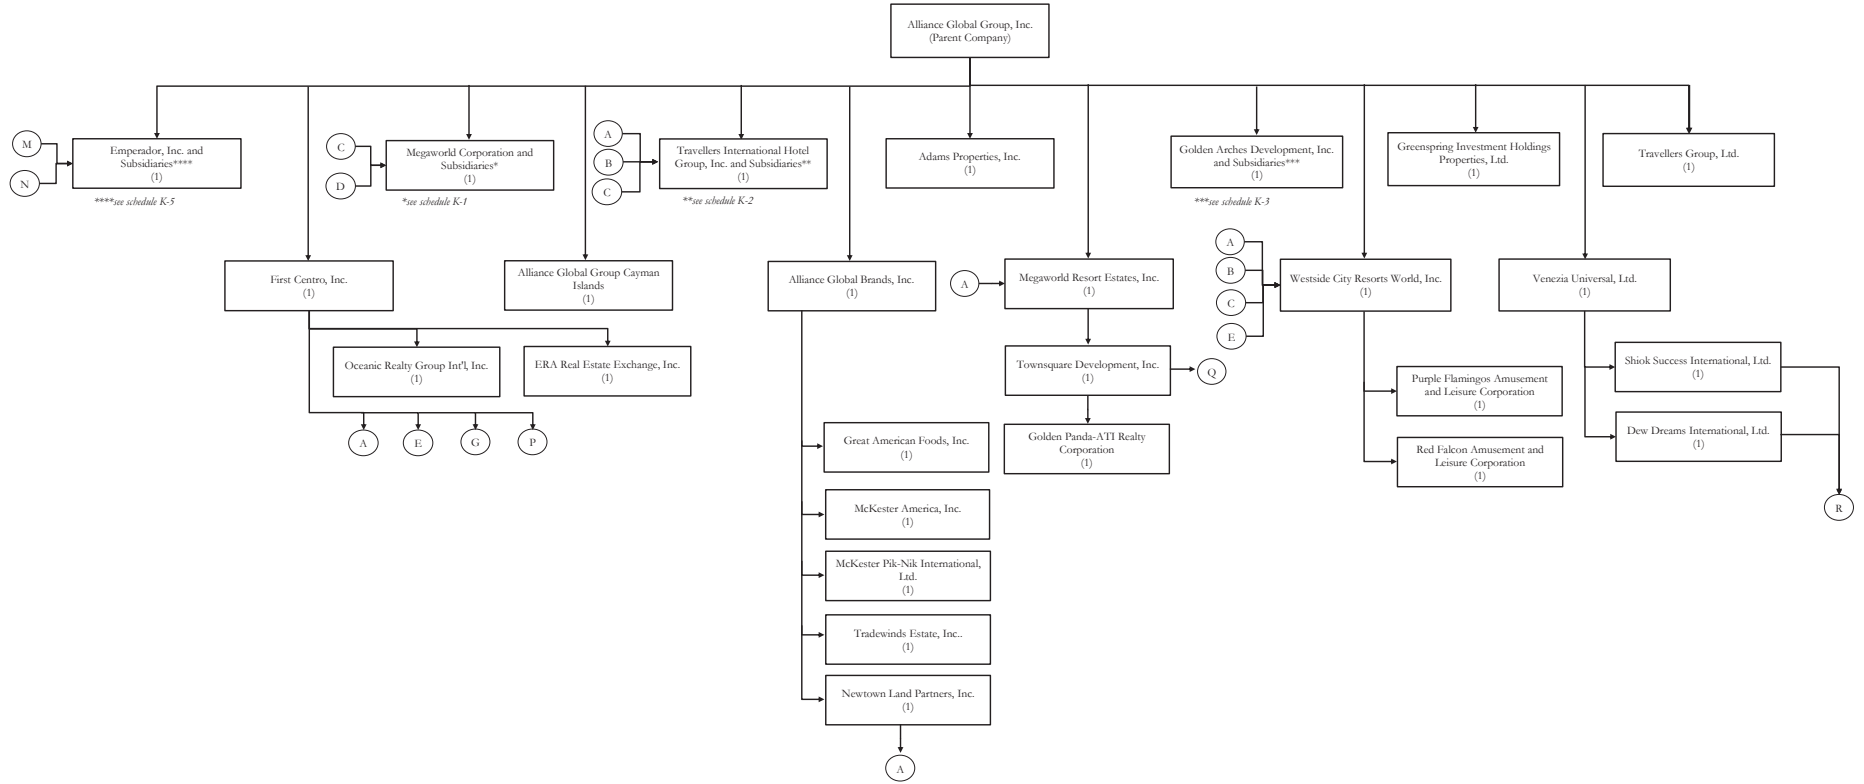 Alliance Global Group, Inc.
(Parent Company)
M
N
Emperador, Inc. and
Subsidiaries****
(1)
****see schedule K-5
C
D
Megaworld Corporation and
Subsidiaries*
(1)
*see schedule K-1
A
B
C
Travellers International Hotel
Group, Inc. and Subsidiaries**
(1)
**see schedule K-2
Adams Properties, Inc.
(1)
Golden Arches Development, Inc.
and Subsidiaries***
(1)
***see schedule K-3
Greenspring Investment Holdings
Properties, Ltd.
(1)
Travellers Group, Ltd.
(1)
First Centro, Inc.
(1)
Alliance Global Group Cayman
Islands
(1)
Alliance Global Brands, Inc.
(1)
A
Megaworld Resort Estates, Inc.
(1)
A
B
C
E
Westside City Resorts World, Inc.
(1)
Venezia Universal, Ltd.
(1)
Oceanic Realty Group Int'l, Inc.
(1)
ERA Real Estate Exchange, Inc.
(1)
A
E
G
P
Townsquare Development, Inc.
(1)
Q
Golden Panda-ATI Realty
Corporation
(1)
Purple Flamingos Amusement
and Leisure Corporation
(1)
Red Falcon Amusement and
Leisure Corporation
(1)
Shiok Success International, Ltd.
(1)
Dew Dreams International, Ltd.
(1)
R
Great American Foods, Inc.
(1)
McKester America, Inc.
(1)
McKester Pik-Nik International,
Ltd.
(1)
Tradewinds Estate, Inc..
(1)
Newtown Land Partners, Inc.
(1)
A